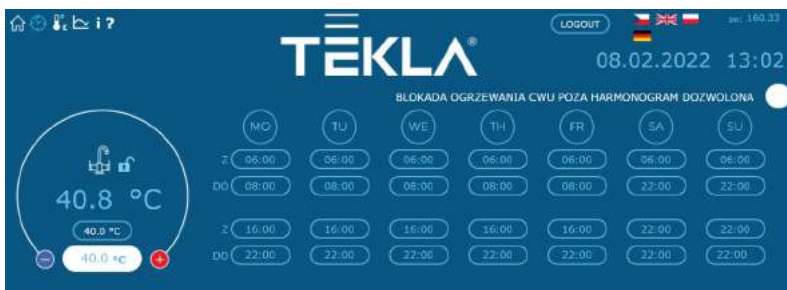 i ?
TEKLA®
LOGOUT
sw: 160.33
08.02.2022 13:02
BLOKADA OGRZEWANIA CWU POZA HARMONOGRAM DOZWOLONA
MO TU WE TH FR SA SU
Z 06:00 06:00 06:00 06:00 06:00 06:00 06:00
DO 08:00 08:00 08:00 08:00 08:00 22:00 22:00
Z 16:00 16:00 16:00 16:00 16:00 22:00 22:00
DO 22:00 22:00 22:00 22:00 22:00 22:00 22:00
40.8 °C
40.0 °C
40.0 °C